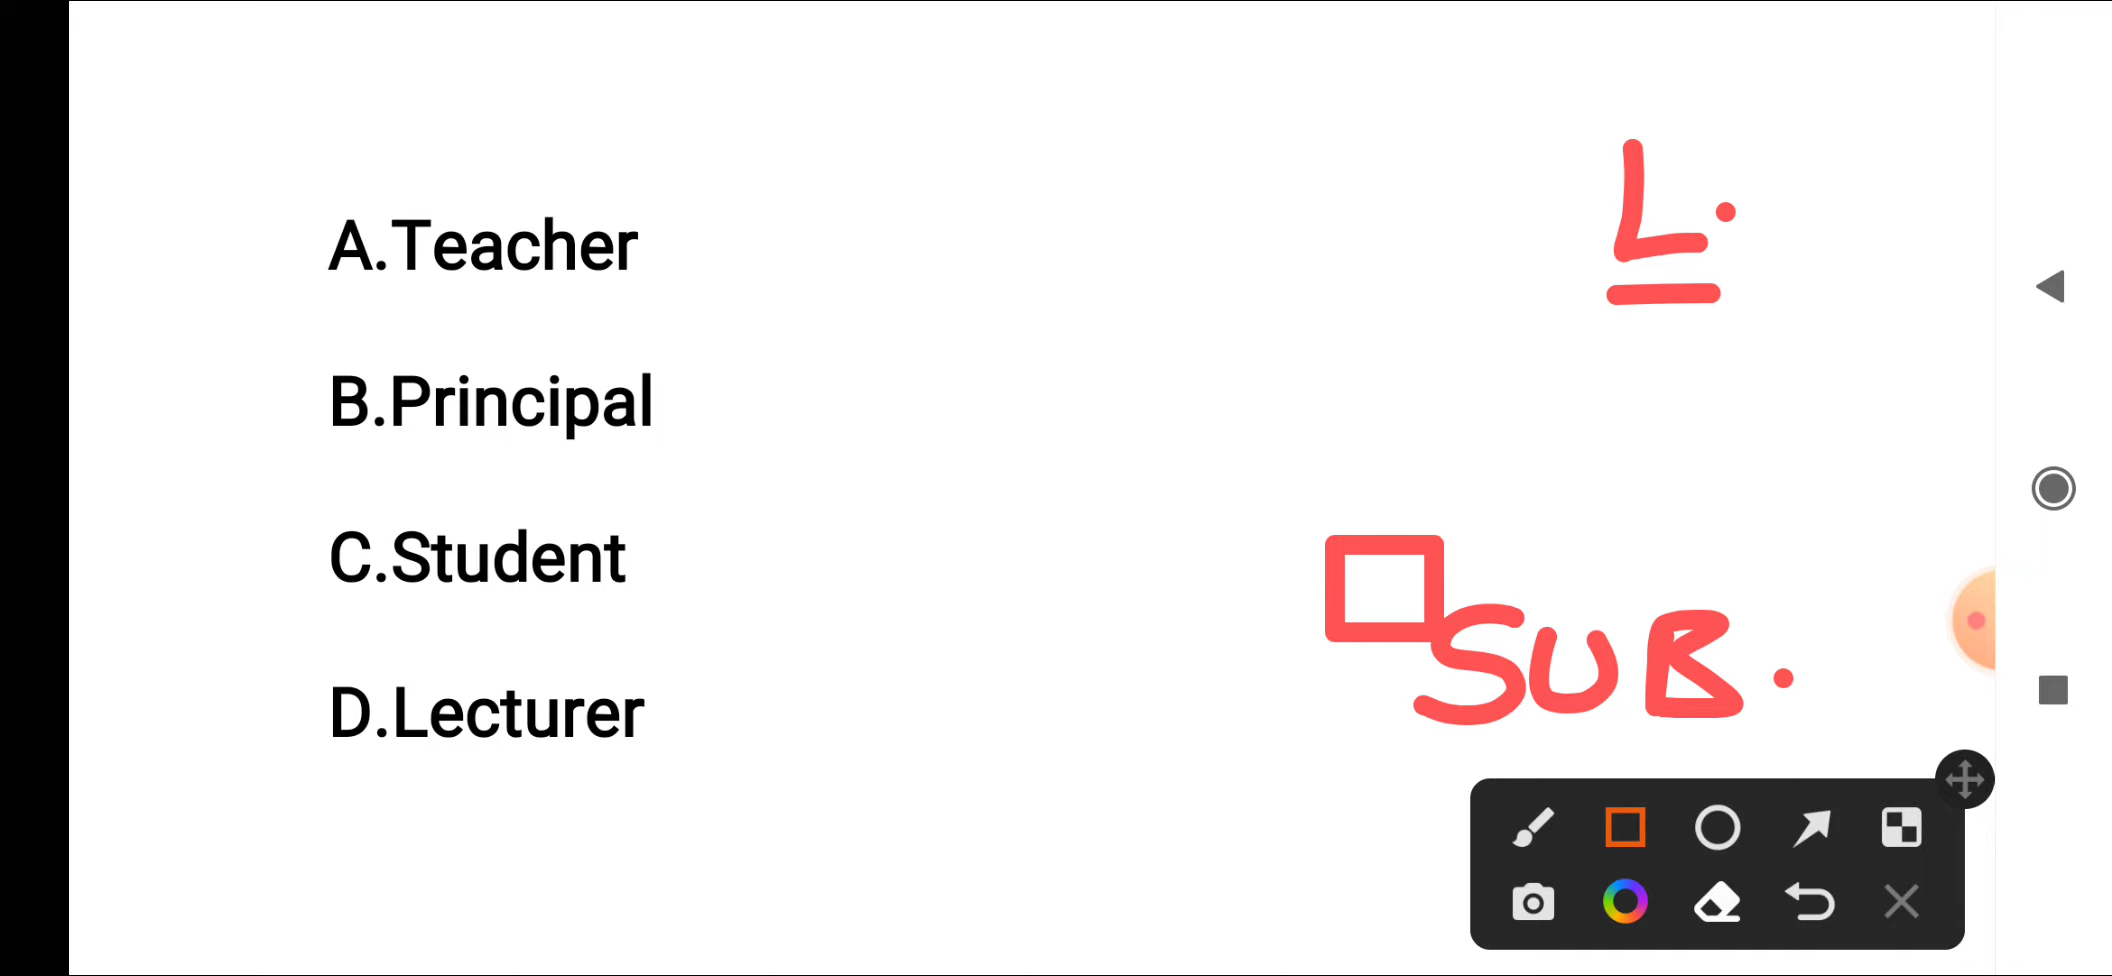 L.
A.Teacher
B.Principal
C.Student
SUB.
D.Lecturer